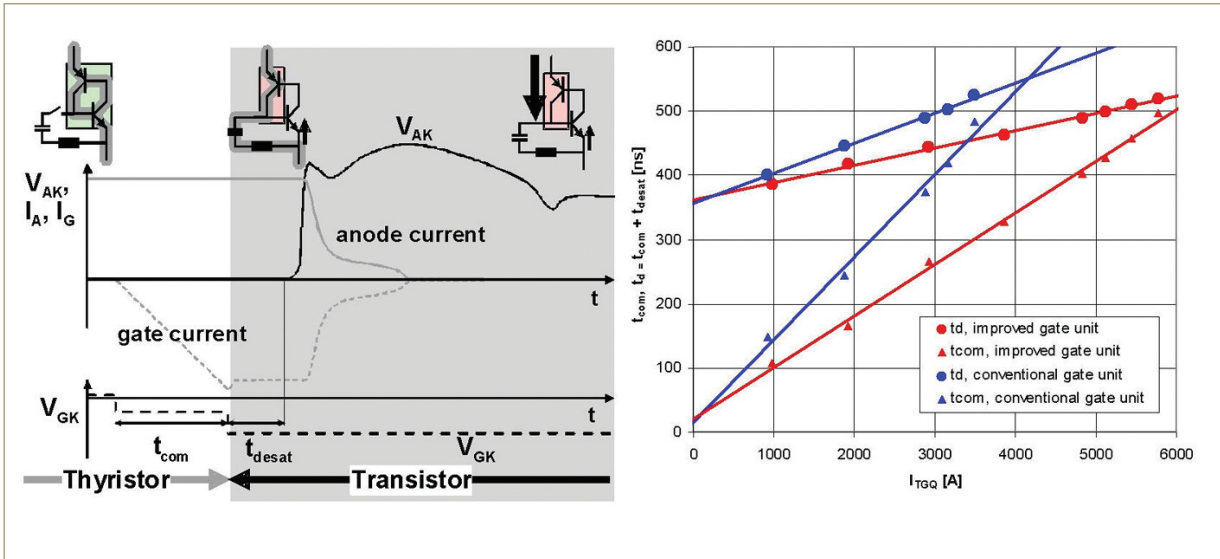 V_AK
V_AK,
I_A, I_G
anode current
t
gate current
t
V_GK
t_com
t_desat
V_GK
Thyristor
Transistor
t_com, t_d = t_com + t_desat [ns]
600
500
400
300
200
100
0
td, improved gate unit
tcom, improved gate unit
td, conventional gate unit
tcom, conventional gate unit
0 1000 2000 3000 4000 5000 6000
I_TGQ [A]